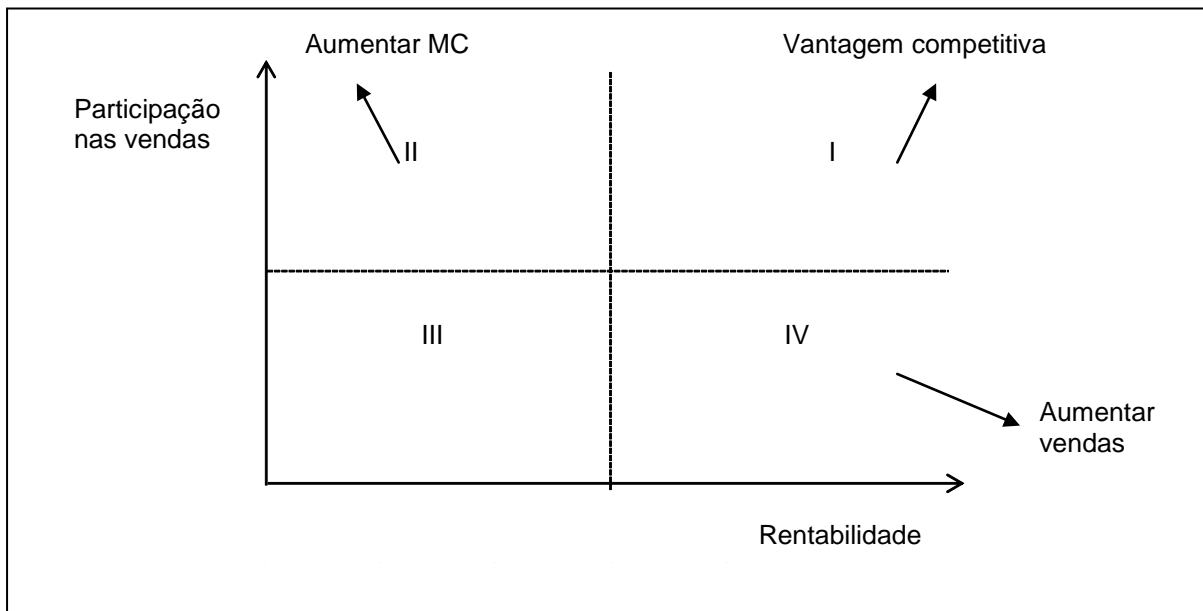 Aumentar MC
Vantagem competitiva
Participação
nas vendas
II
I
III
IV
Aumentar
vendas
Rentabilidade